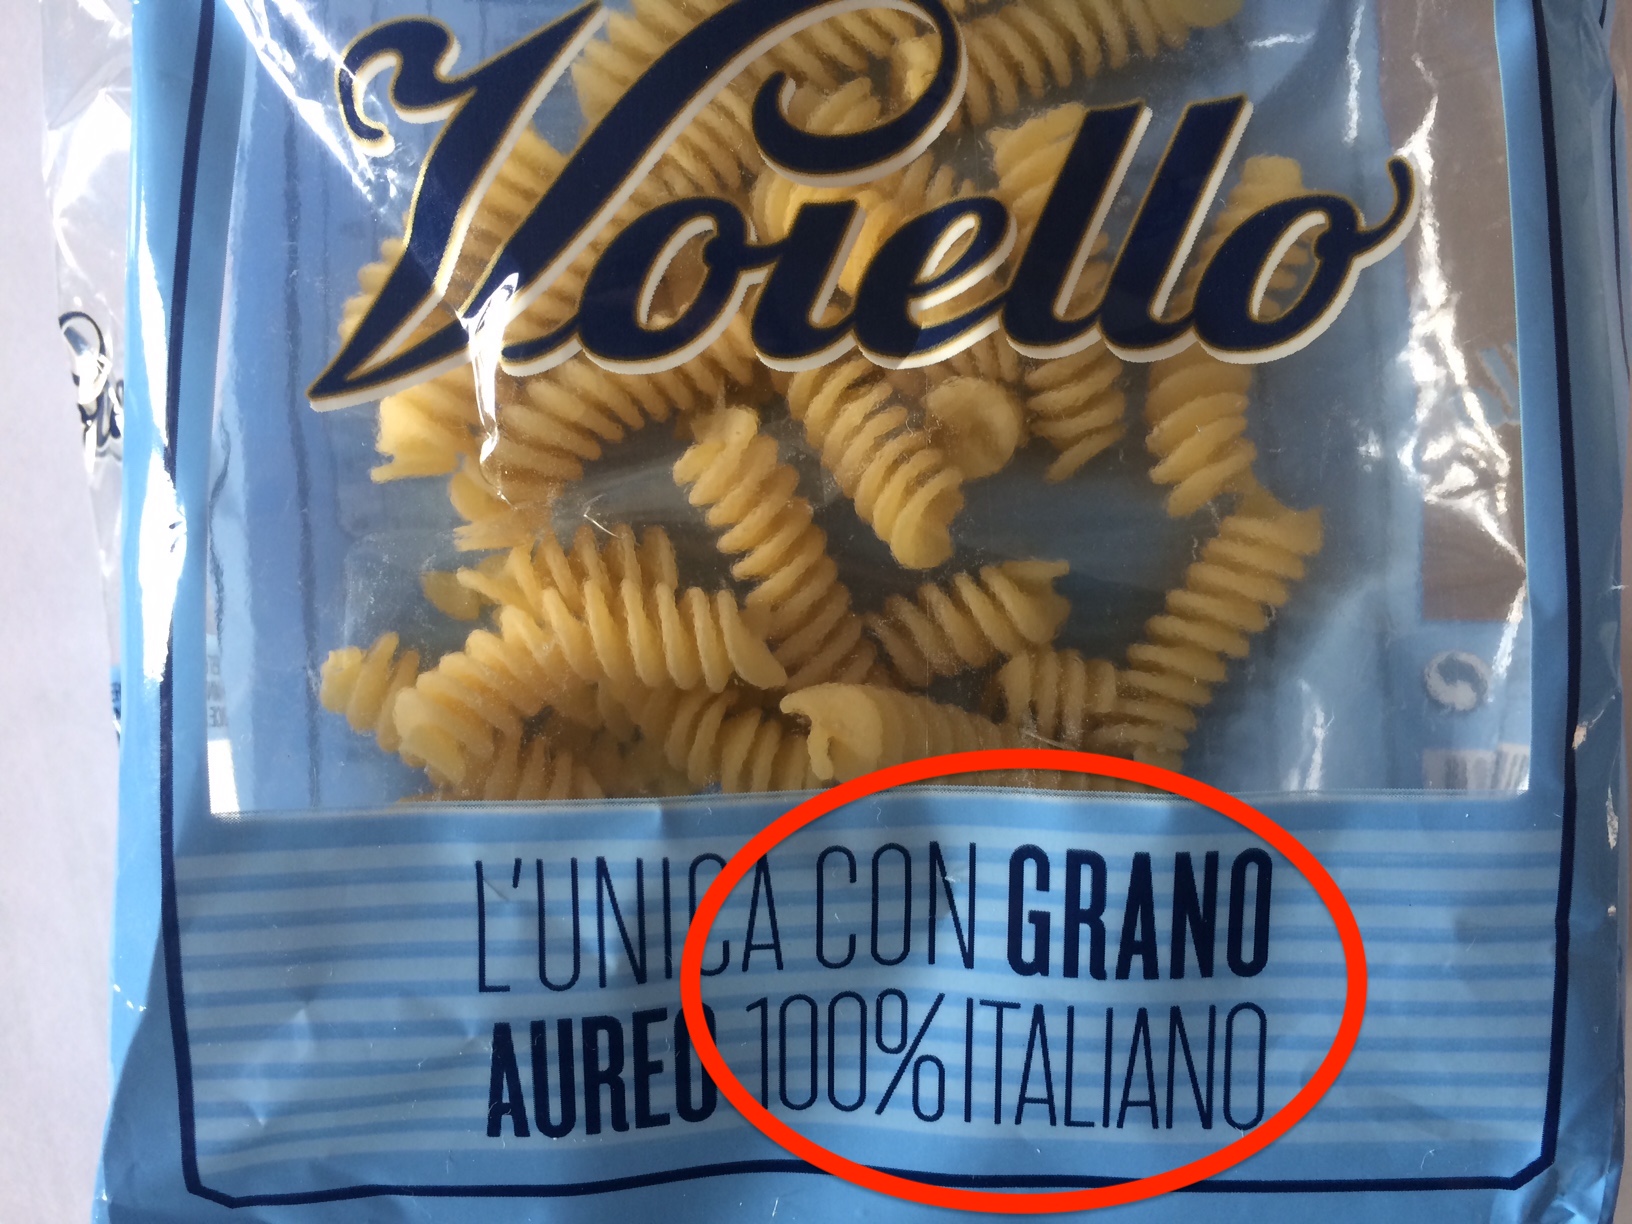 Voiello
L'UNICA CON GRANO
AUREO 100% ITALIANO